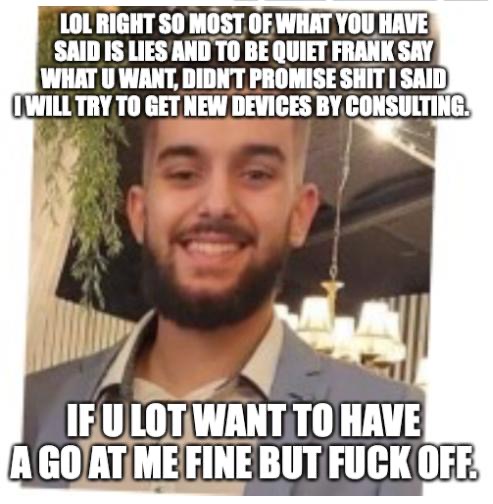 LOL RIGHT SO MOST OF WHAT YOU HAVE
SAID IS LIES AND TO BE QUIET FRANK SAY
WHAT U WANT, DIDN'T PROMISE SHIT I SAID
I WILL TRY TO GET NEW DEVICES BY CONSULTING.
IF U LOT WANT TO HAVE
A GO AT ME FINE BUT FUCK OFF.